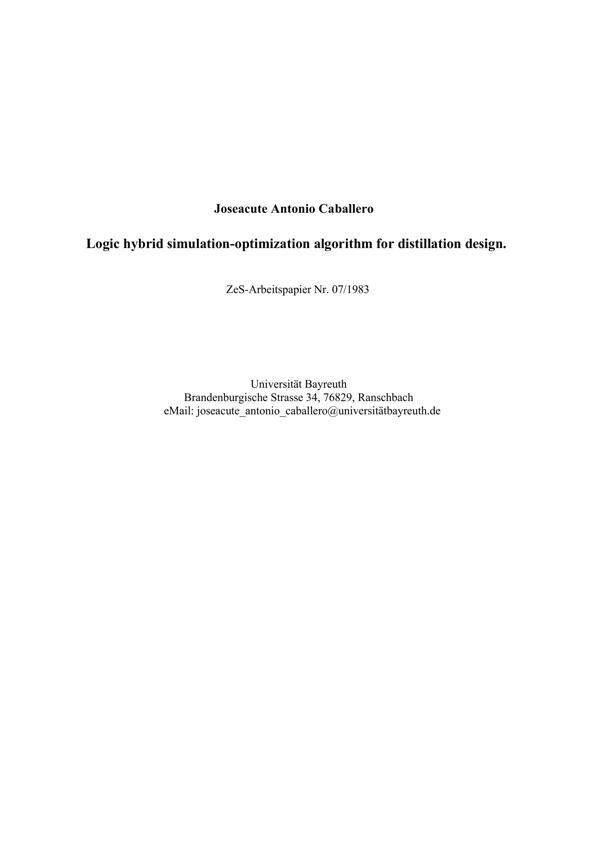 Joseacute Antonio Caballero
Logic hybrid simulation-optimization algorithm for distillation design.
ZeS-Arbeitspapier Nr. 07/1983
Universität Bayreuth
Brandenburgische Strasse 34, 76829, Ranschbach
eMail: joseacute_antonio_caballero@universitätbayreuth.de